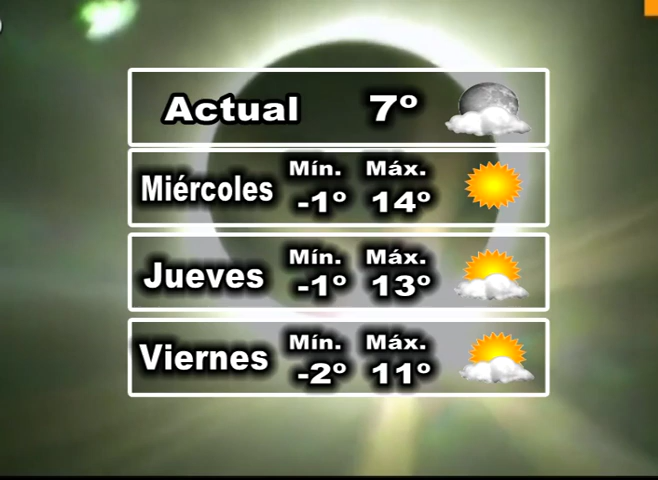 Actual 7º
Mín. Máx.
Miércoles -1º 14º
Mín. Máx.
Jueves -1º 13º
Mín. Máx.
Viernes -2º 11º